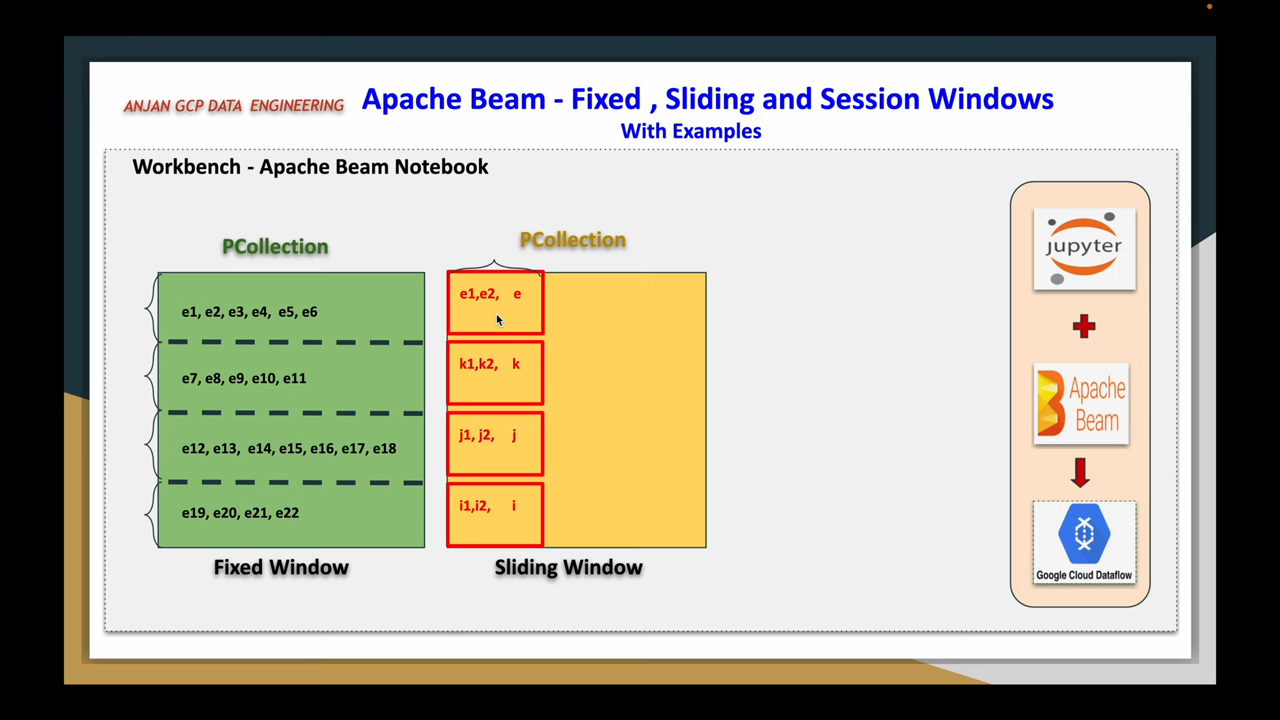 ANJAN GCP DATA ENGINEERING
Apache Beam - Fixed , Sliding and Session Windows
With Examples
Workbench - Apache Beam Notebook
PCollection
e1, e2, e3, e4, e5, e6
e7, e8, e9, e10, e11
e12, e13, e14, e15, e16, e17, e18
e19, e20, e21, e22
Fixed Window
PCollection
e1,e2, e
k1,k2, k
j1, j2, j
i1,i2, i
Sliding Window
jupyter
Apache
Beam
Google Cloud Dataflow